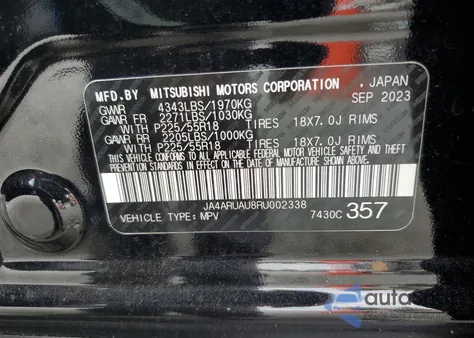 MFD.BY MITSUBISHI MOTORS CORPORATION , JAPAN
GVWR 4343LBS/1970KG SEP 2023
GAWR FR 2271LBS/1030KG
WITH P225/55R18 TIRES 18X7.0J RIMS
GAWR RR 2205LBS/1000KG
WITH P225/55R18 TIRES 18X7.0J RIMS
THIS VEHICLE CONFORMS TO ALL APPLICABLE FEDERAL
MOTOR VEHICLE SAFETY, BUMPER AND THEFT
PREVENTION STANDARDS IN EFFECT ON THE DATE OF
MANUFACTURE SHOWN ABOVE.
JA4ARUAU8RU002338
VEHICLE TYPE: MPV 7430C 357